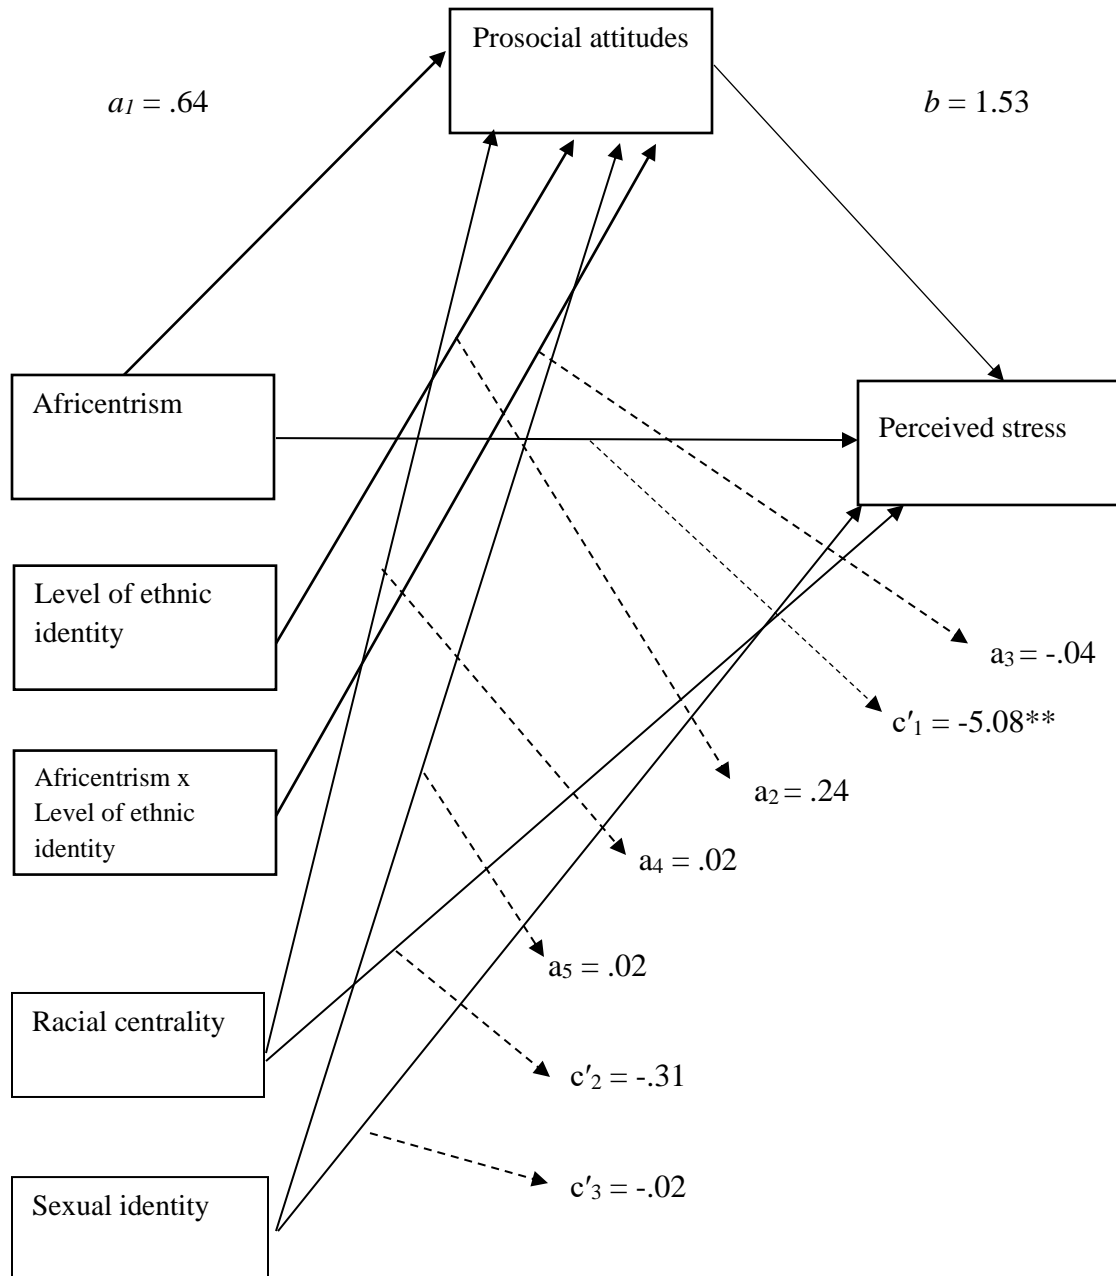 Prosocial attitudes
a₁ = .64
b = 1.53
Africentrism
Perceived stress
Level of ethnic
identity
a₃ = -.04
c′₁ = -5.08**
Africentrism x
Level of ethnic
identity
a₂ = .24
a₄ = .02
a₅ = .02
Racial centrality
c′₂ = -.31
c′₃ = -.02
Sexual identity